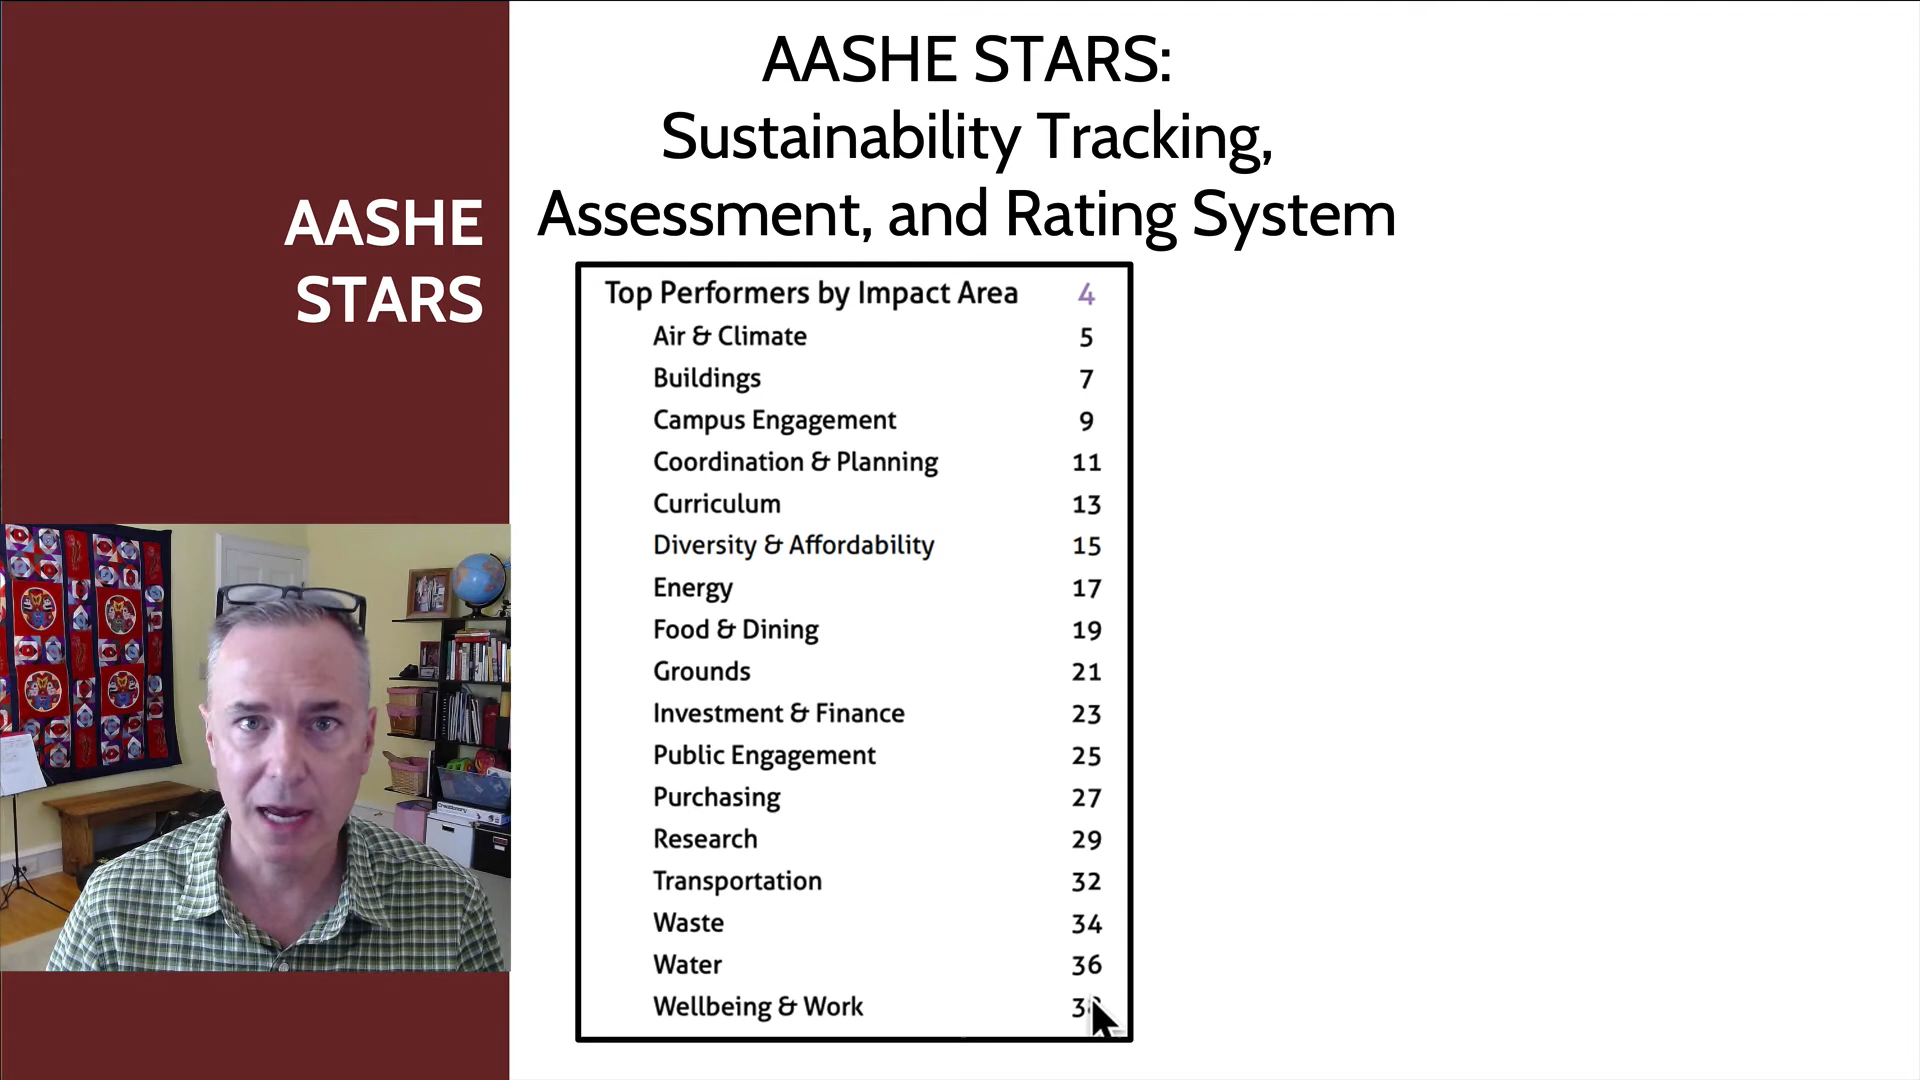 AASHE STARS:
Sustainability Tracking,
Assessment, and Rating System
AASHE
STARS
Top Performers by Impact Area 4
Air & Climate 5
Buildings 7
Campus Engagement 9
Coordination & Planning 11
Curriculum 13
Diversity & Affordability 15
Energy 17
Food & Dining 19
Grounds 21
Investment & Finance 23
Public Engagement 25
Purchasing 27
Research 29
Transportation 32
Waste 34
Water 36
Wellbeing & Work